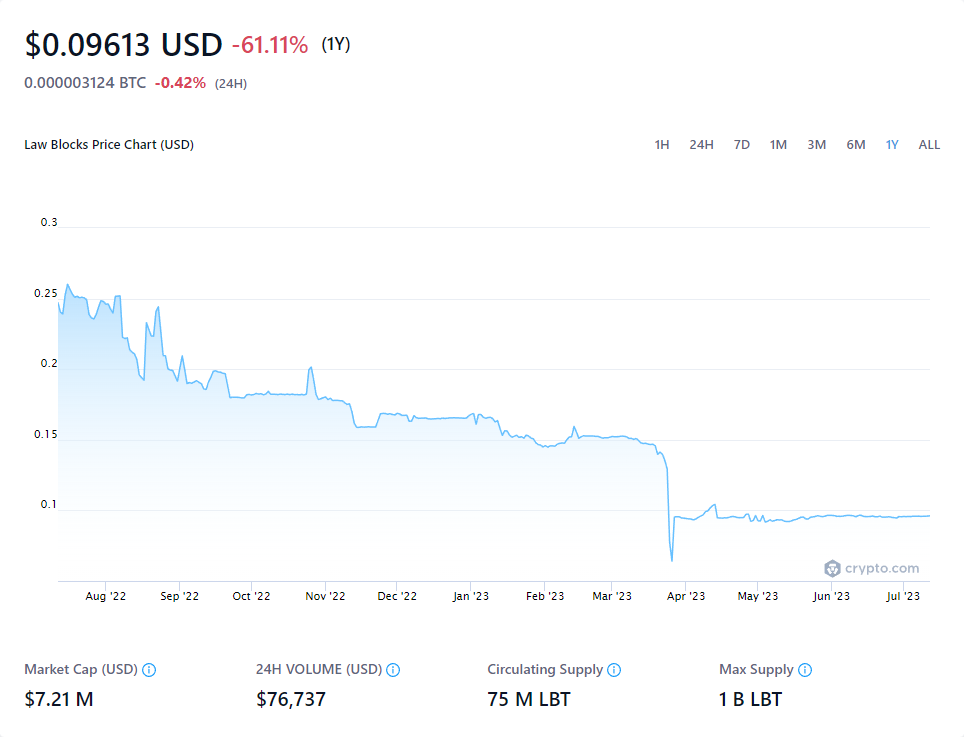 $0.09613 USD -61.11% (1Y)
0.000003124 BTC -0.42% (24H)
Law Blocks Price Chart (USD) 1H 24H 7D 1M 3M 6M 1Y ALL
0.3
0.25
0.2
0.15
0.1
crypto.com
Aug '22 Sep '22 Oct '22 Nov '22 Dec '22 Jan '23 Feb '23 Mar '23 Apr '23 May '23 Jun '23 Jul '23
Market Cap (USD) 24H VOLUME (USD) Circulating Supply Max Supply
$7.21 M $76,737 75 M LBT 1 B LBT